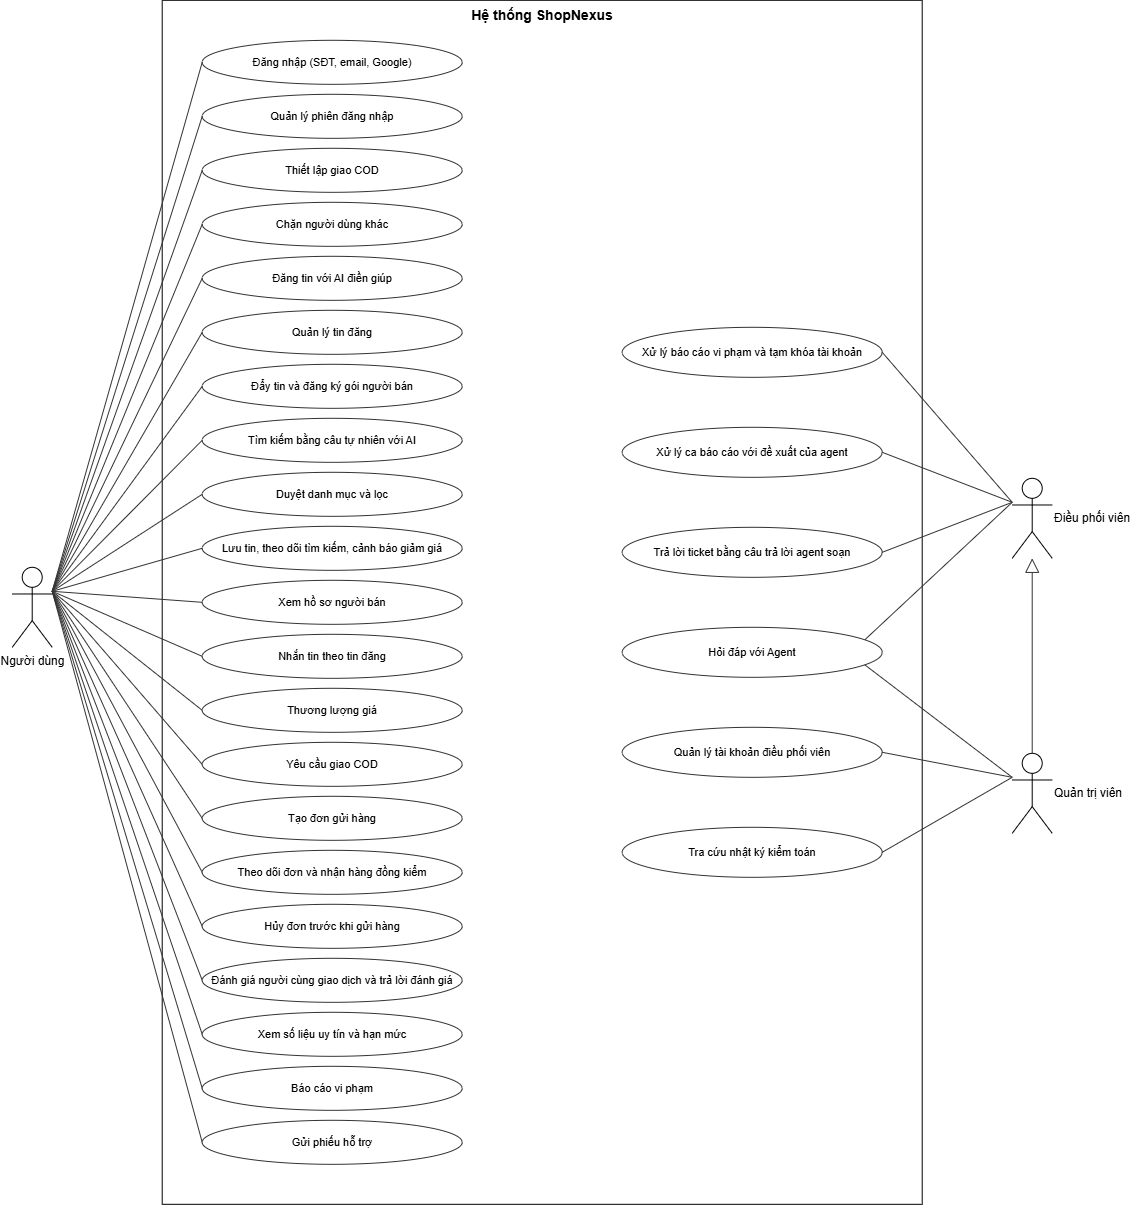 Hệ thống ShopNexus
Đăng nhập (SĐT, email, Google)
Quản lý phiên đăng nhập
Thiết lập giao COD
Chặn người dùng khác
Đăng tin với AI điền giúp
Quản lý tin đăng
Đẩy tin và đăng ký gói người bán
Tìm kiếm bằng câu tự nhiên với AI
Duyệt danh mục và lọc
Lưu tin, theo dõi tìm kiếm, cảnh báo giảm giá
Xem hồ sơ người bán
Nhắn tin theo tin đăng
Thương lượng giá
Yêu cầu giao COD
Tạo đơn gửi hàng
Theo dõi đơn và nhận hàng đồng kiểm
Hủy đơn trước khi gửi hàng
Đánh giá người cùng giao dịch và trả lời đánh giá
Xem số liệu uy tín và hạn mức
Báo cáo vi phạm
Gửi phiếu hỗ trợ
Người dùng
Xử lý báo cáo vi phạm và tạm khóa tài khoản
Xử lý ca báo cáo với đề xuất của agent
Trả lời ticket bằng câu trả lời agent soạn
Hỏi đáp với Agent
Quản lý tài khoản điều phối viên
Tra cứu nhật ký kiểm toán
Điều phối viên
Quản trị viên